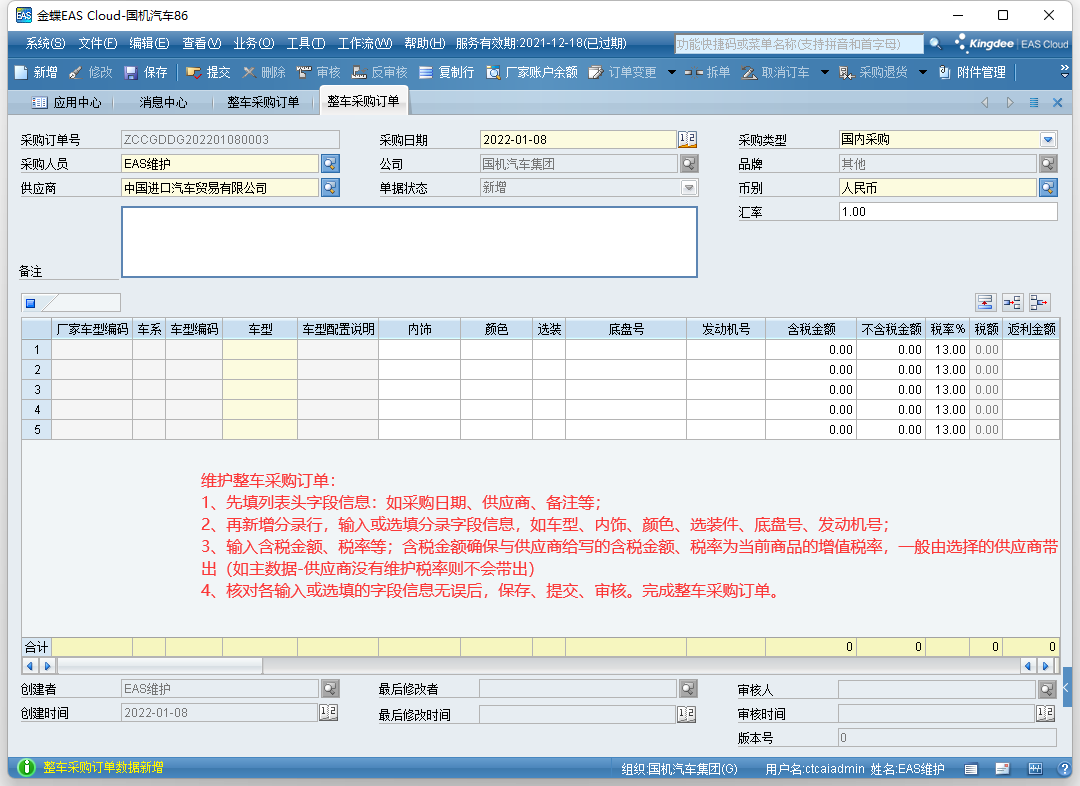 金蝶EAS Cloud-国机汽车86
系统(S) 文件(F) 编辑(E) 查看(V) 业务(O) 工具(T) 工作流(W) 帮助(H) 服务有效期:2021-12-18(已过期) 功能快捷码或菜单名称(支持拼音和首字母) Kingdee | EAS Cloud
新增 修改 保存 提交 删除 审核 反审核 复制行 厂家账户余额 订单变更 拆单 取消订车 采购退货 附件管理
应用中心 消息中心 整车采购订单 整车采购订单
采购订单号 ZCCGDDG202201080003 采购日期 2022-01-08 采购类型 国内采购
采购人员 EAS维护 公司 国机汽车集团 品牌 其他
供应商 中国进口汽车贸易有限公司 单据状态 新增 币别 人民币
汇率 1.00
备注
厂家车型编码 车系 车型编码 车型 车型配置说明 内饰 颜色 选装 底盘号 发动机号 含税金额 不含税金额 税率% 税额 返利金额
1 0.00 0.00 13.00 0.00
2 0.00 0.00 13.00 0.00
3 0.00 0.00 13.00 0.00
4 0.00 0.00 13.00 0.00
5 0.00 0.00 13.00 0.00
维护整车采购订单：
1、先填列表头字段信息：如采购日期、供应商、备注等；
2、再新增分录行，输入或选填分录字段信息，如车型、内饰、颜色、选装件、底盘号、发动机号；
3、输入含税金额、税率等；含税金额确保与供应商给写的含税金额、税率为当前商品的增值税率，一般由选择的供应商带
出（如主数据-供应商没有维护税率则不会带出）
4、核对各输入或选填的字段信息无误后，保存、提交、审核。完成整车采购订单。
合计 0 0 0 0
创建者 EAS维护 最后修改者 审核人
创建时间 2022-01-08 最后修改时间 审核时间
版本号 0
整车采购订单数据新增 组织:国机汽车集团(G) 用户名:ctcaiadmin 姓名:EAS维护